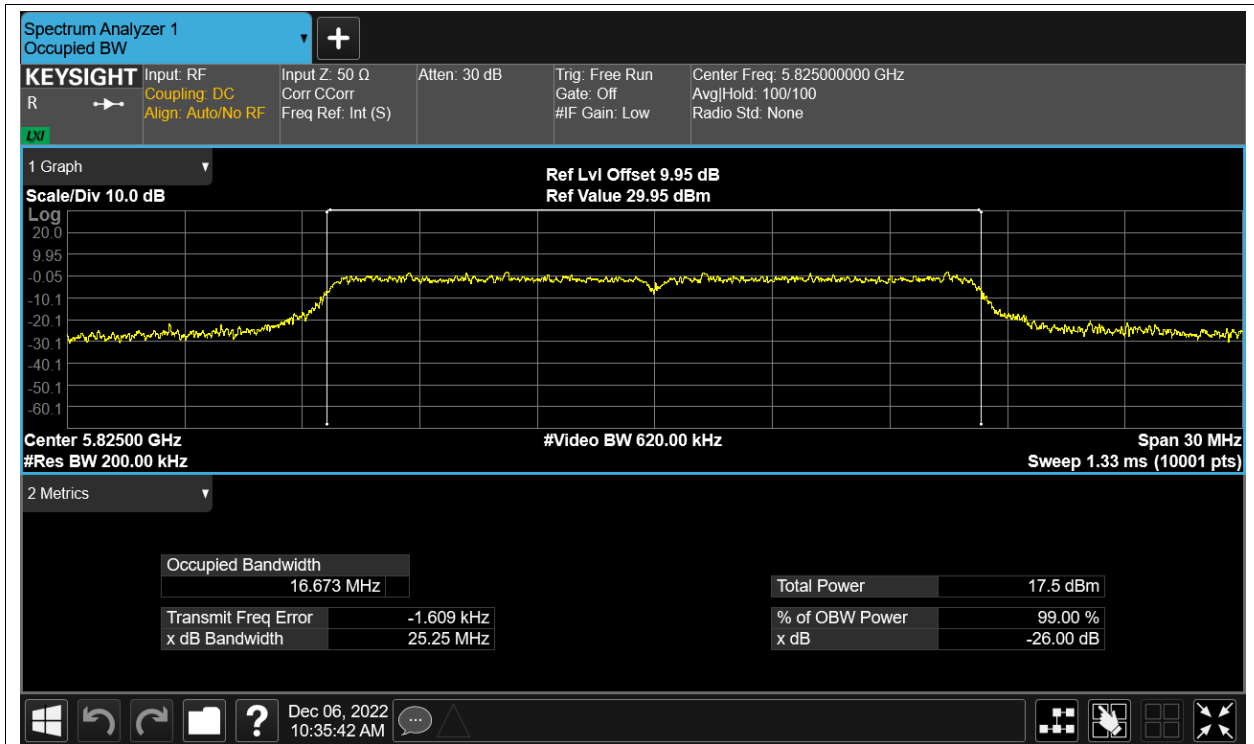 Spectrum Analyzer 1
Occupied BW
KEYSIGHT
R
LXI
Input: RF
Coupling: DC
Align: Auto/No RF
Input Z: 50 Ω
Corr CCorr
Freq Ref: Int (S)
Atten: 30 dB
Trig: Free Run
Gate: Off
#IF Gain: Low
Center Freq: 5.825000000 GHz
Avg|Hold: 100/100
Radio Std: None
1 Graph
Scale/Div 10.0 dB
Ref Lvl Offset 9.95 dB
Ref Value 29.95 dBm
Log
20.0
9.95
-0.05
-10.1
-20.1
-30.1
-40.1
-50.1
-60.1
Center 5.82500 GHz
#Video BW 620.00 kHz
Span 30 MHz
#Res BW 200.00 kHz
Sweep 1.33 ms (10001 pts)
2 Metrics
Occupied Bandwidth
16.673 MHz
Transmit Freq Error -1.609 kHz
x dB Bandwidth 25.25 MHz
Total Power 17.5 dBm
% of OBW Power 99.00 %
x dB -26.00 dB
?
Dec 06, 2022
10:35:42 AM